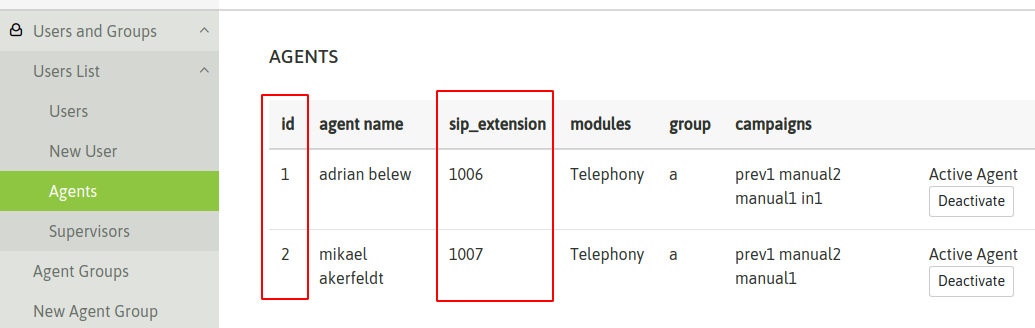 Users and Groups
Users List
Users
New User
Agents
Supervisors
Agent Groups
New Agent Group
AGENTS
id agent name sip_extension modules group campaigns
1 adrian belew 1006 Telephony a prev1 manual2 Active Agent
manual1 in1 Deactivate
2 mikael 1007 Telephony a prev1 manual2 Active Agent
akerfeldt manual1 Deactivate